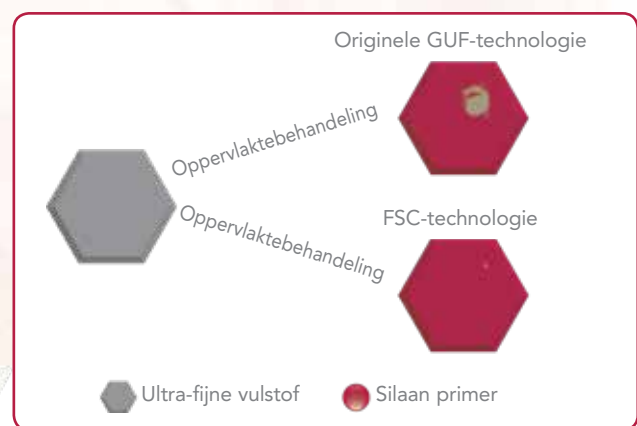 Originele GUF-technologie
Oppervlaktebehandeling
Oppervlaktebehandeling
FSC-technologie
Ultra-fijne vulstof
Silaan primer